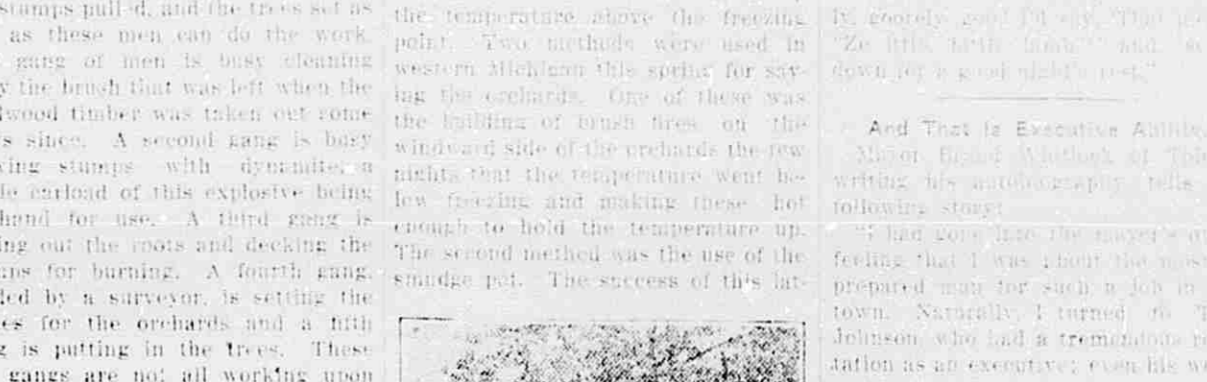 stumps pulled, and the trees set as
as these men can do the work.
gang of men is busy cleaning
the brush that was left when the
wood timber was taken out some
since. A second gang is busy
stumps with dynamite, a
carload of this explosive being
hand for use. A third gang is
out the roots and decking the
for burning. A fourth gang,
by a surveyor, is setting the
for the orchards and a fifth
is putting in the trees. These
gangs are not all working upon
the temperature above the freezing
point. Two methods were used in
western Michigan this spring for sav-
ing the orchards. One of these was
the building of brush fires on the
windward side of the orchards the few
nights that the temperature went be-
low freezing and making these hot
enough to hold the temperature up.
The second method was the use of the
smudge pot. The success of this lat-
down for a good night's rest."
And That Is Executive Ability.
Mayor Brand Whitlock of
writing his autobiography, tells
following story:
"I had gone into the mayor's
feeling that I was about the
prepared man for such a job in
town. Naturally, I turned to
Johnson, who had a tremendous
tation as an executive; even his